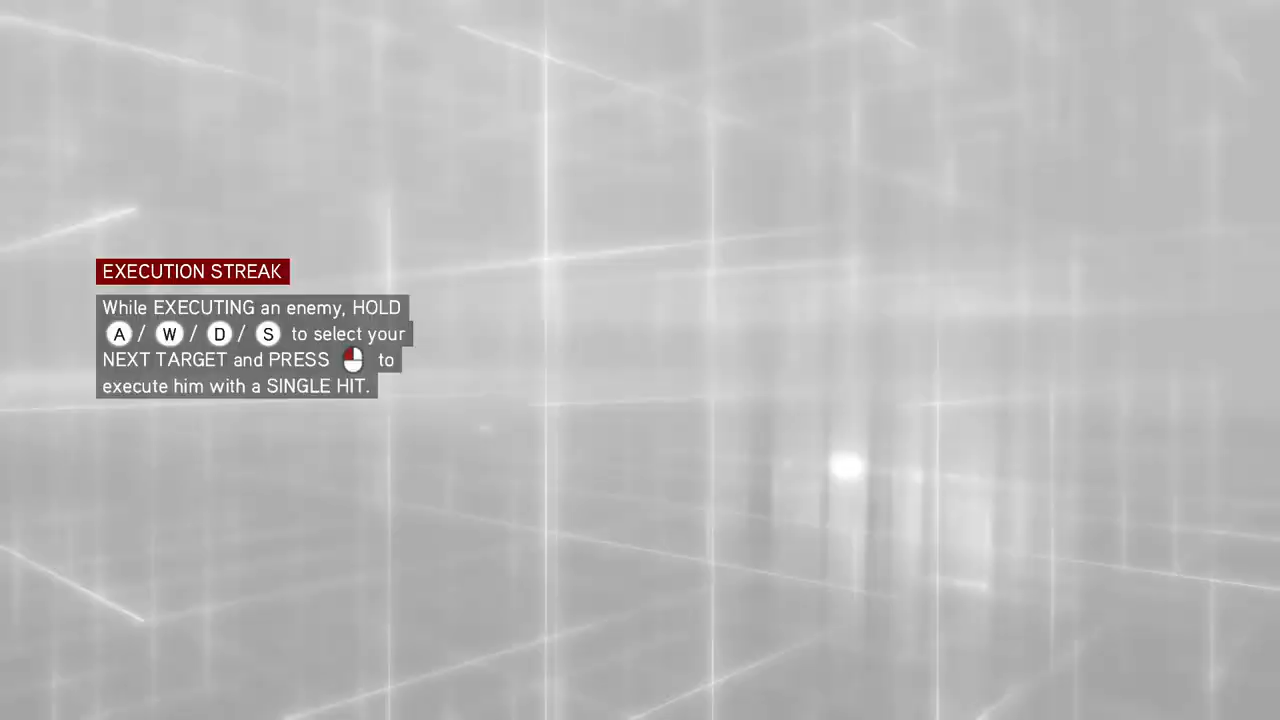 EXECUTION STREAK
While EXECUTING an enemy, HOLD
A / W / D / S to select your
NEXT TARGET and PRESS to
execute him with a SINGLE HIT.